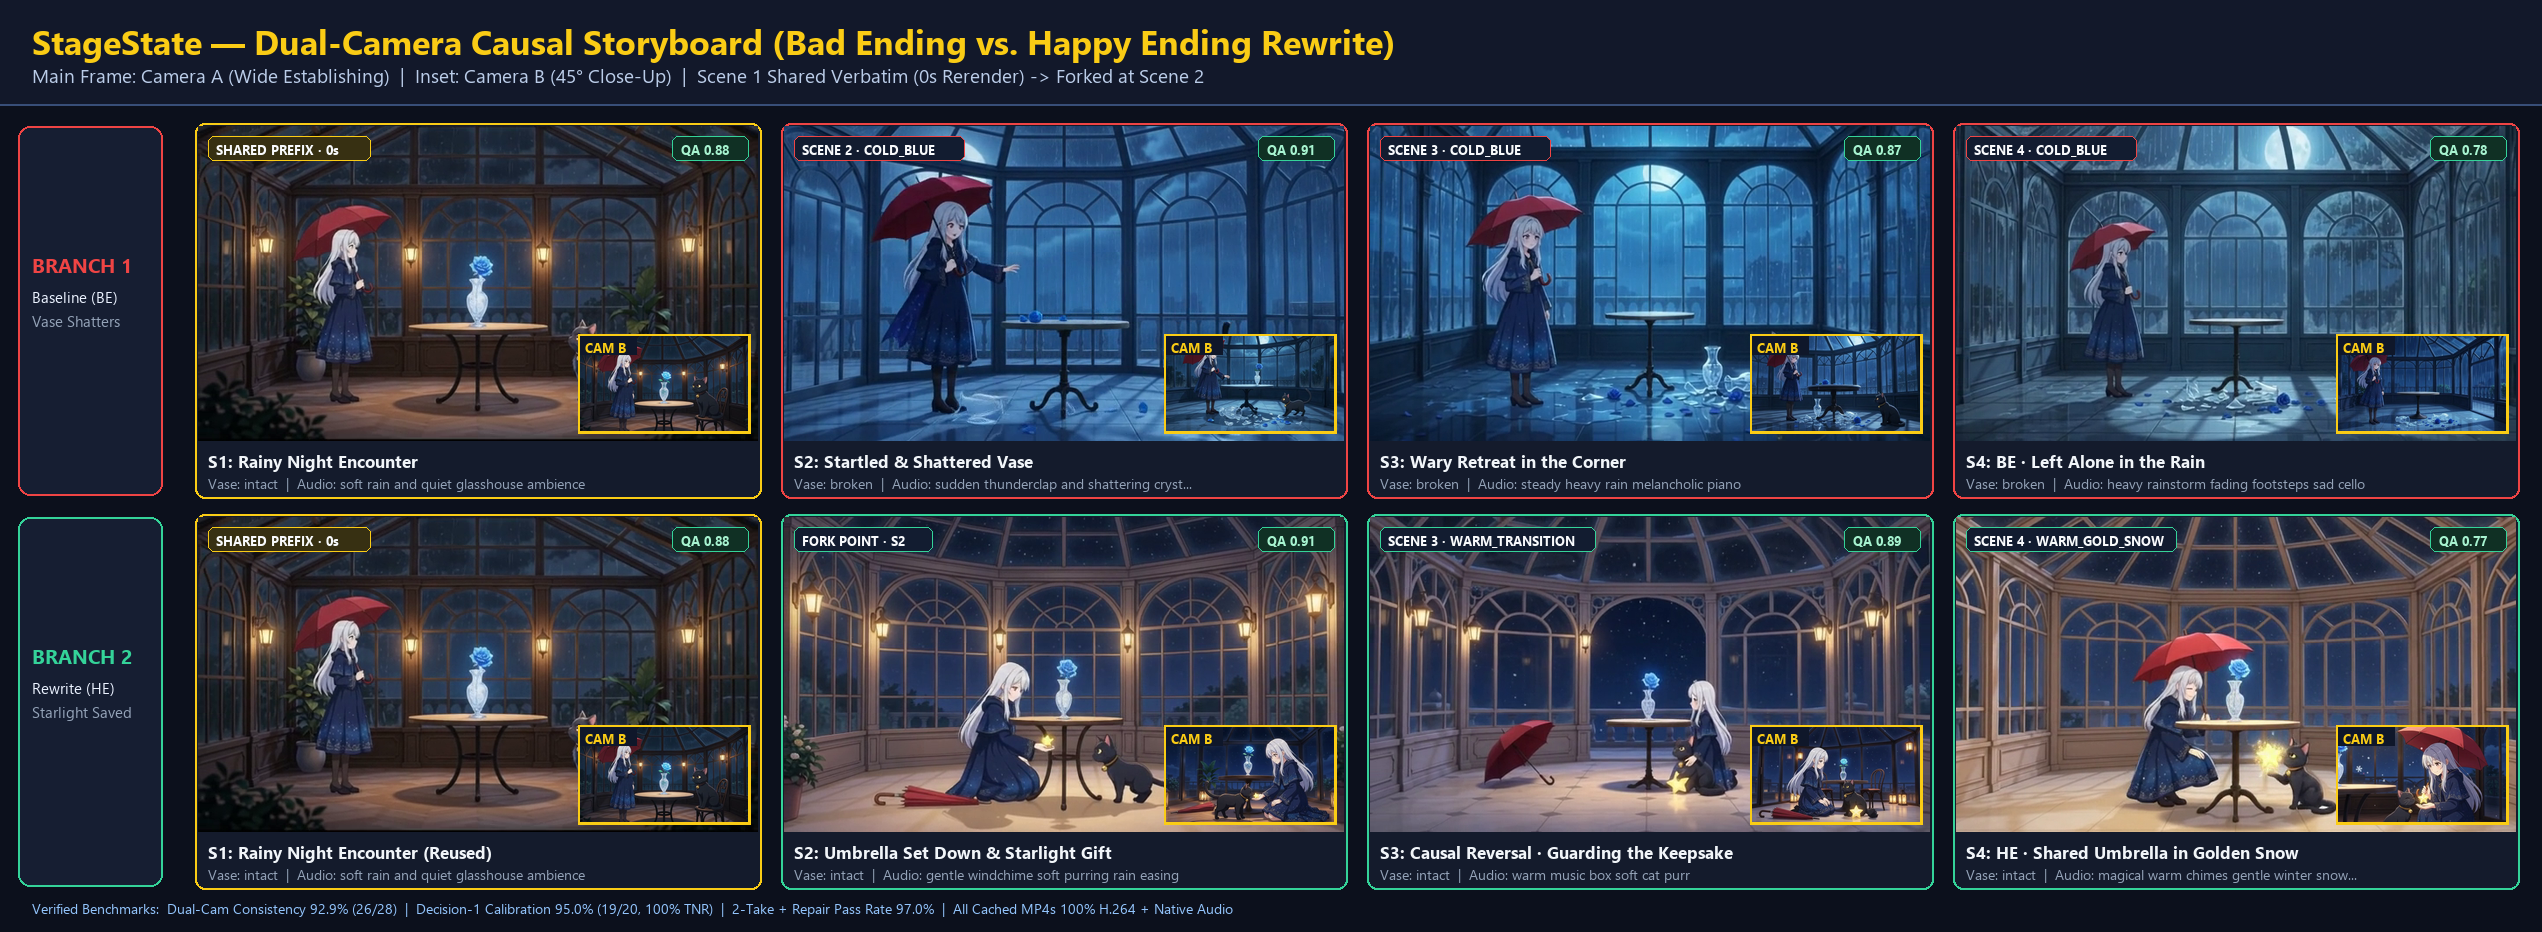 StageState — Dual-Camera Causal Storyboard (Bad Ending vs. Happy Ending Rewrite)
Main Frame: Camera A (Wide Establishing) | Inset: Camera B (45° Close-Up) | Scene 1 Shared Verbatim (0s Rerender) -> Forked at Scene 2
BRANCH 1
Baseline (BE)
Vase Shatters
SHARED PREFIX · 0s
QA 0.88
CAM B
S1: Rainy Night Encounter
Vase: intact | Audio: soft rain and quiet glasshouse ambience
SCENE 2 · COLD_BLUE
QA 0.91
CAM B
S2: Startled & Shattered Vase
Vase: broken | Audio: sudden thunderclap and shattering cryst...
SCENE 3 · COLD_BLUE
QA 0.87
CAM B
S3: Wary Retreat in the Corner
Vase: broken | Audio: steady heavy rain melancholic piano
SCENE 4 · COLD_BLUE
QA 0.78
CAM B
S4: BE · Left Alone in the Rain
Vase: broken | Audio: heavy rainstorm fading footsteps sad cello
BRANCH 2
Rewrite (HE)
Starlight Saved
SHARED PREFIX · 0s
QA 0.88
CAM B
S1: Rainy Night Encounter (Reused)
Vase: intact | Audio: soft rain and quiet glasshouse ambience
FORK POINT · S2
QA 0.91
CAM B
S2: Umbrella Set Down & Starlight Gift
Vase: intact | Audio: gentle windchime soft purring rain easing
SCENE 3 · WARM_TRANSITION
QA 0.89
CAM B
S3: Causal Reversal · Guarding the Keepsake
Vase: intact | Audio: warm music box soft cat purr
SCENE 4 · WARM_GOLD_SNOW
QA 0.77
CAM B
S4: HE · Shared Umbrella in Golden Snow
Vase: intact | Audio: magical warm chimes gentle winter snow...
Verified Benchmarks: Dual-Cam Consistency 92.9% (26/28) | Decision-1 Calibration 95.0% (19/20, 100% TNR) | 2-Take + Repair Pass Rate 97.0% | All Cached MP4s 100% H.264 + Native Audio